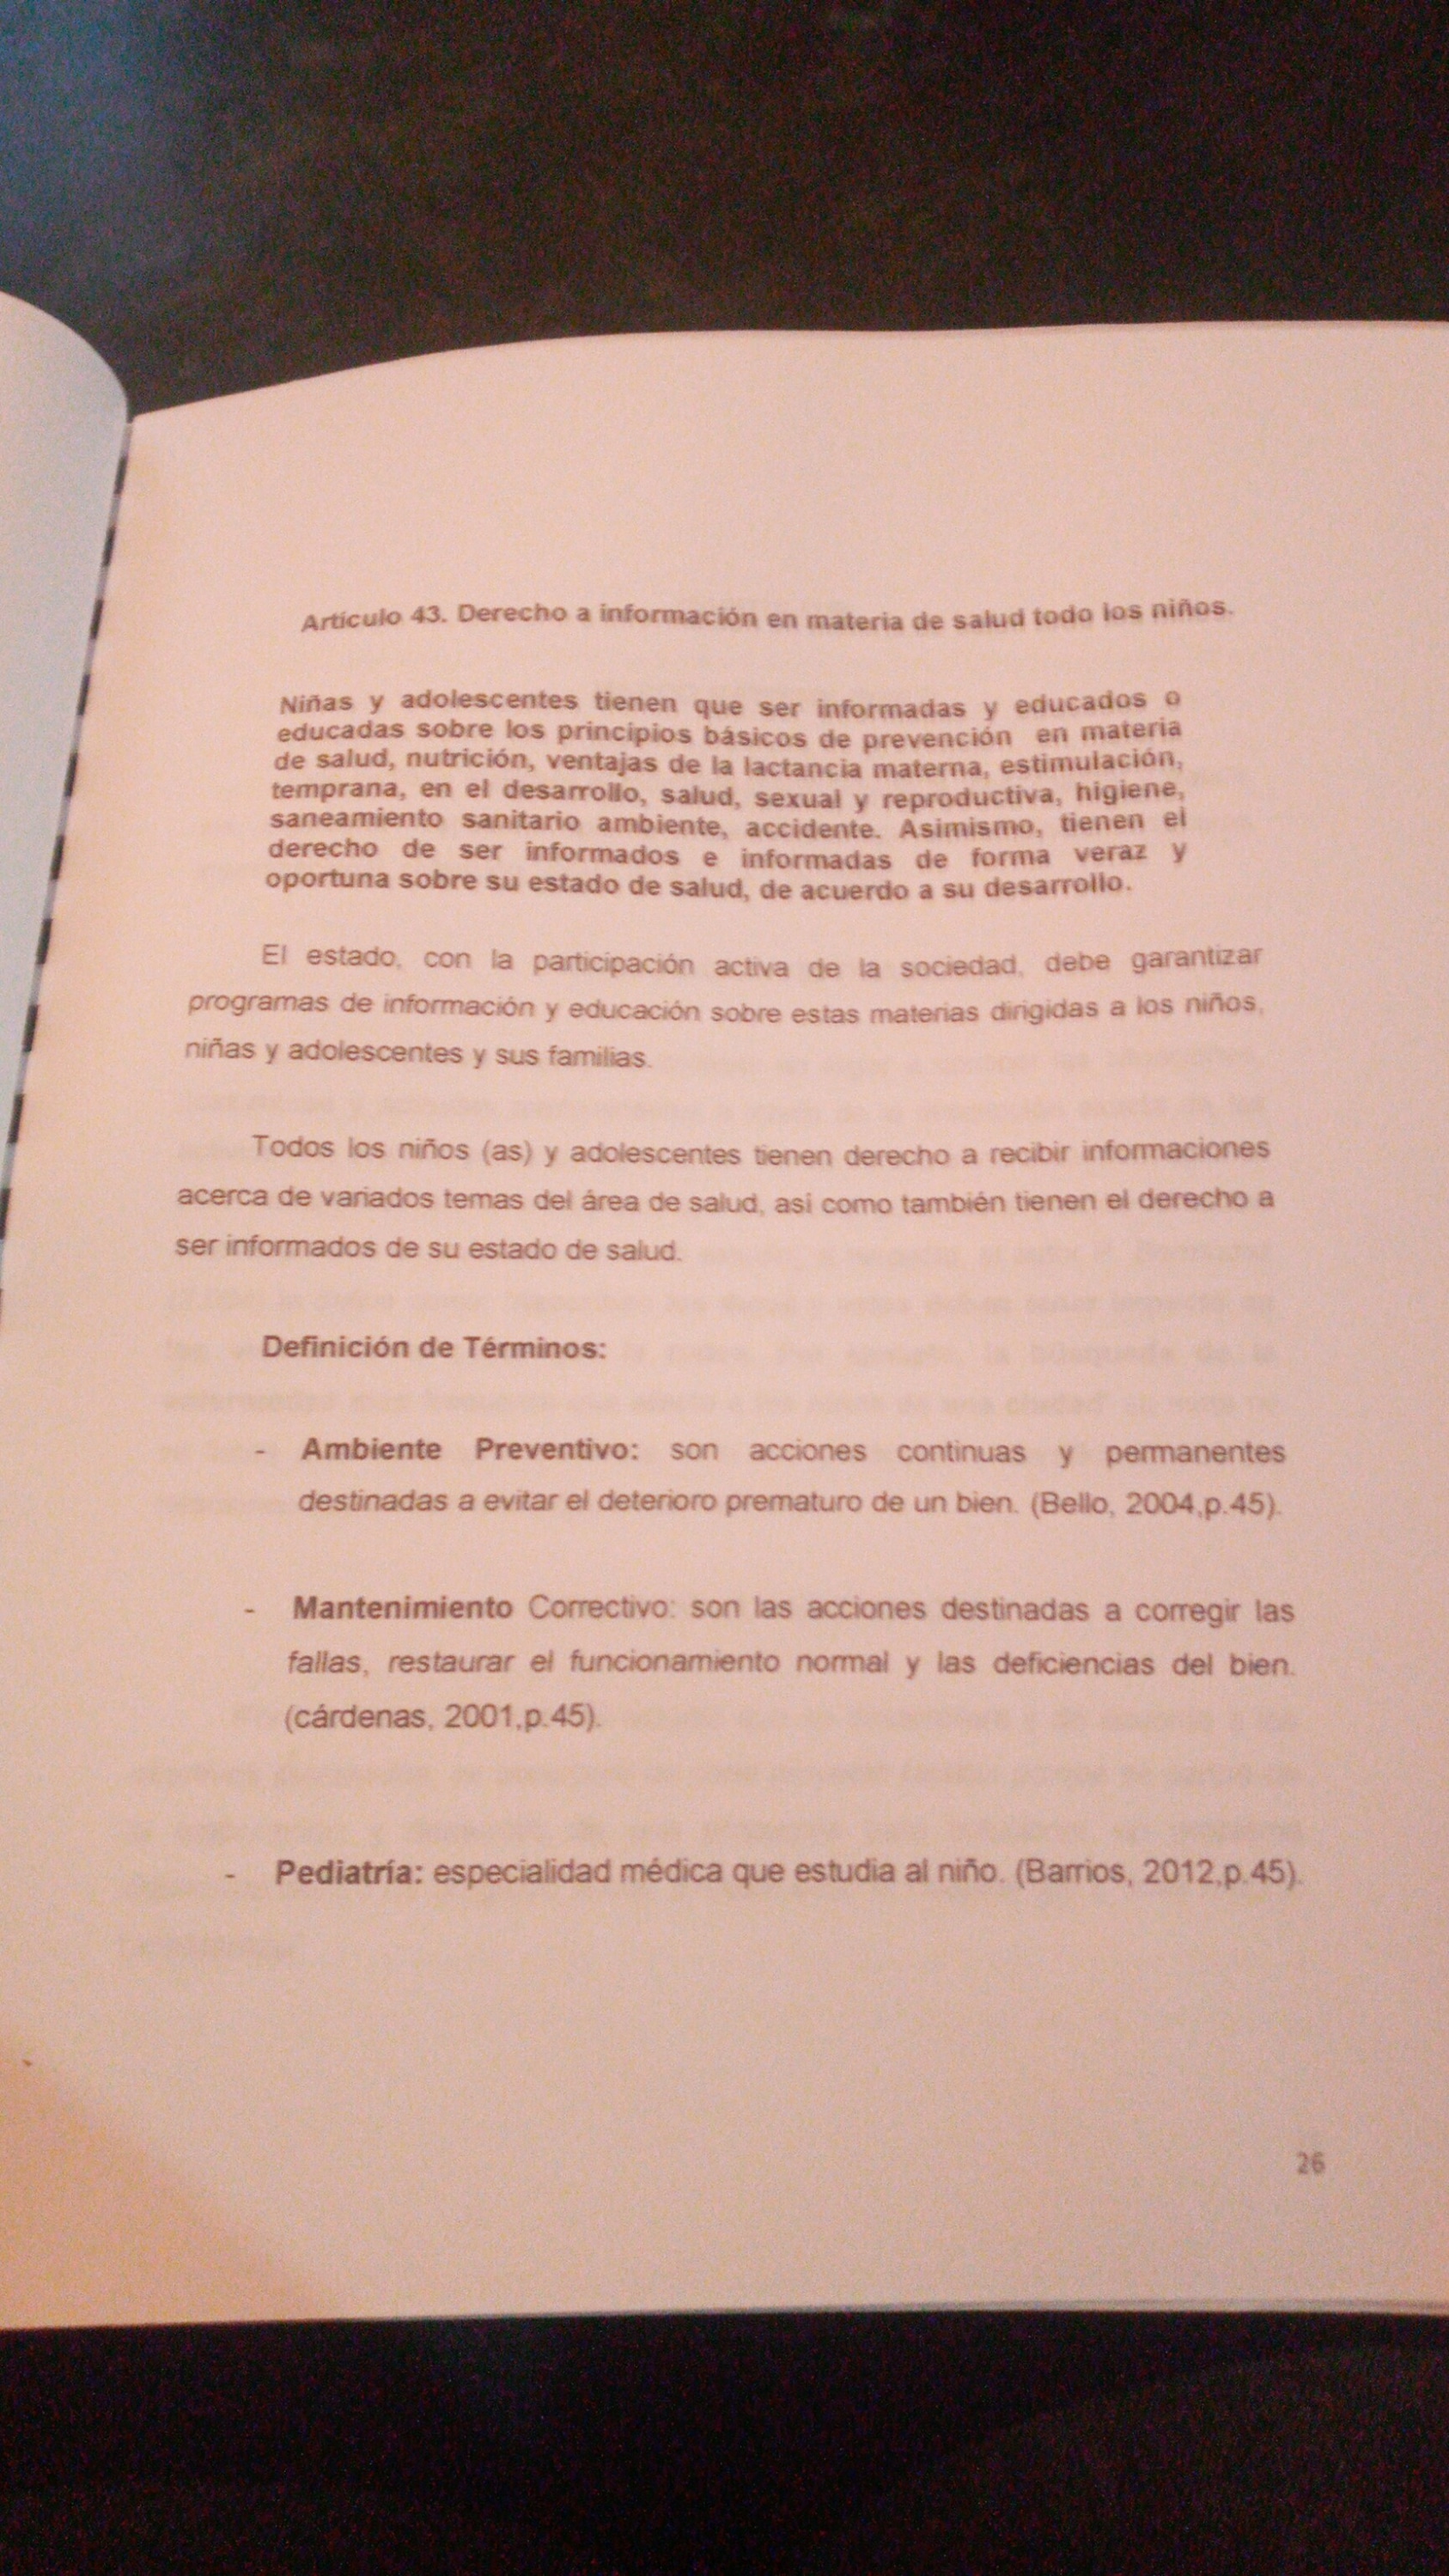 Artículo 43. Derecho a información en materia de salud todo los niños.
Niñas y adolescentes tienen que ser informadas y educados o
educadas sobre los principios básicos de prevención en materia
de salud, nutrición, ventajas de la lactancia materna, estimulación,
temprana, en el desarrollo, salud, sexual y reproductiva, higiene,
saneamiento sanitario ambiente, accidente. Asimismo, tienen el
derecho de ser informados e informadas de forma veraz y
oportuna sobre su estado de salud, de acuerdo a su desarrollo.
El estado, con la participación activa de la sociedad, debe garantizar
programas de información y educación sobre estas materias dirigidas a los niños,
niñas y adolescentes y sus familias.
Todos los niños (as) y adolescentes tienen derecho a recibir informaciones
acerca de variados temas del área de salud, así como también tienen el derecho a
ser informados de su estado de salud.
Definición de Términos:
- Ambiente Preventivo: son acciones continuas y permanentes
destinadas a evitar el deterioro prematuro de un bien. (Bello, 2004,p.45).
- Mantenimiento Correctivo: son las acciones destinadas a corregir las
fallas, restaurar el funcionamiento normal y las deficiencias del bien.
(cárdenas, 2001,p.45).
- Pediatría: especialidad médica que estudia al niño. (Barrios, 2012,p.45).
26